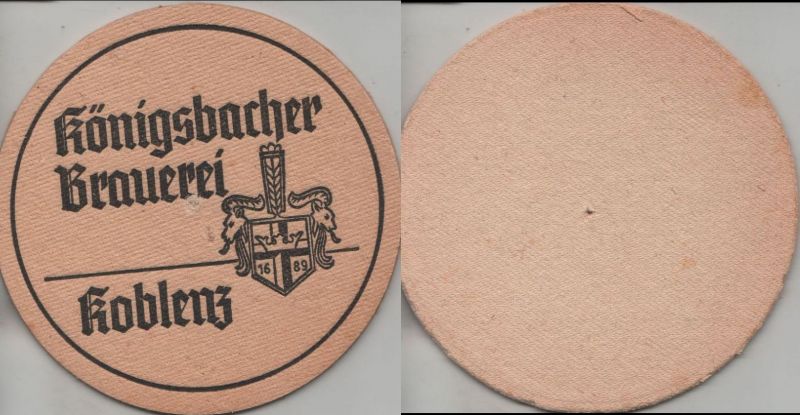 Königsbacher
Brauerei
16 89
Koblenz